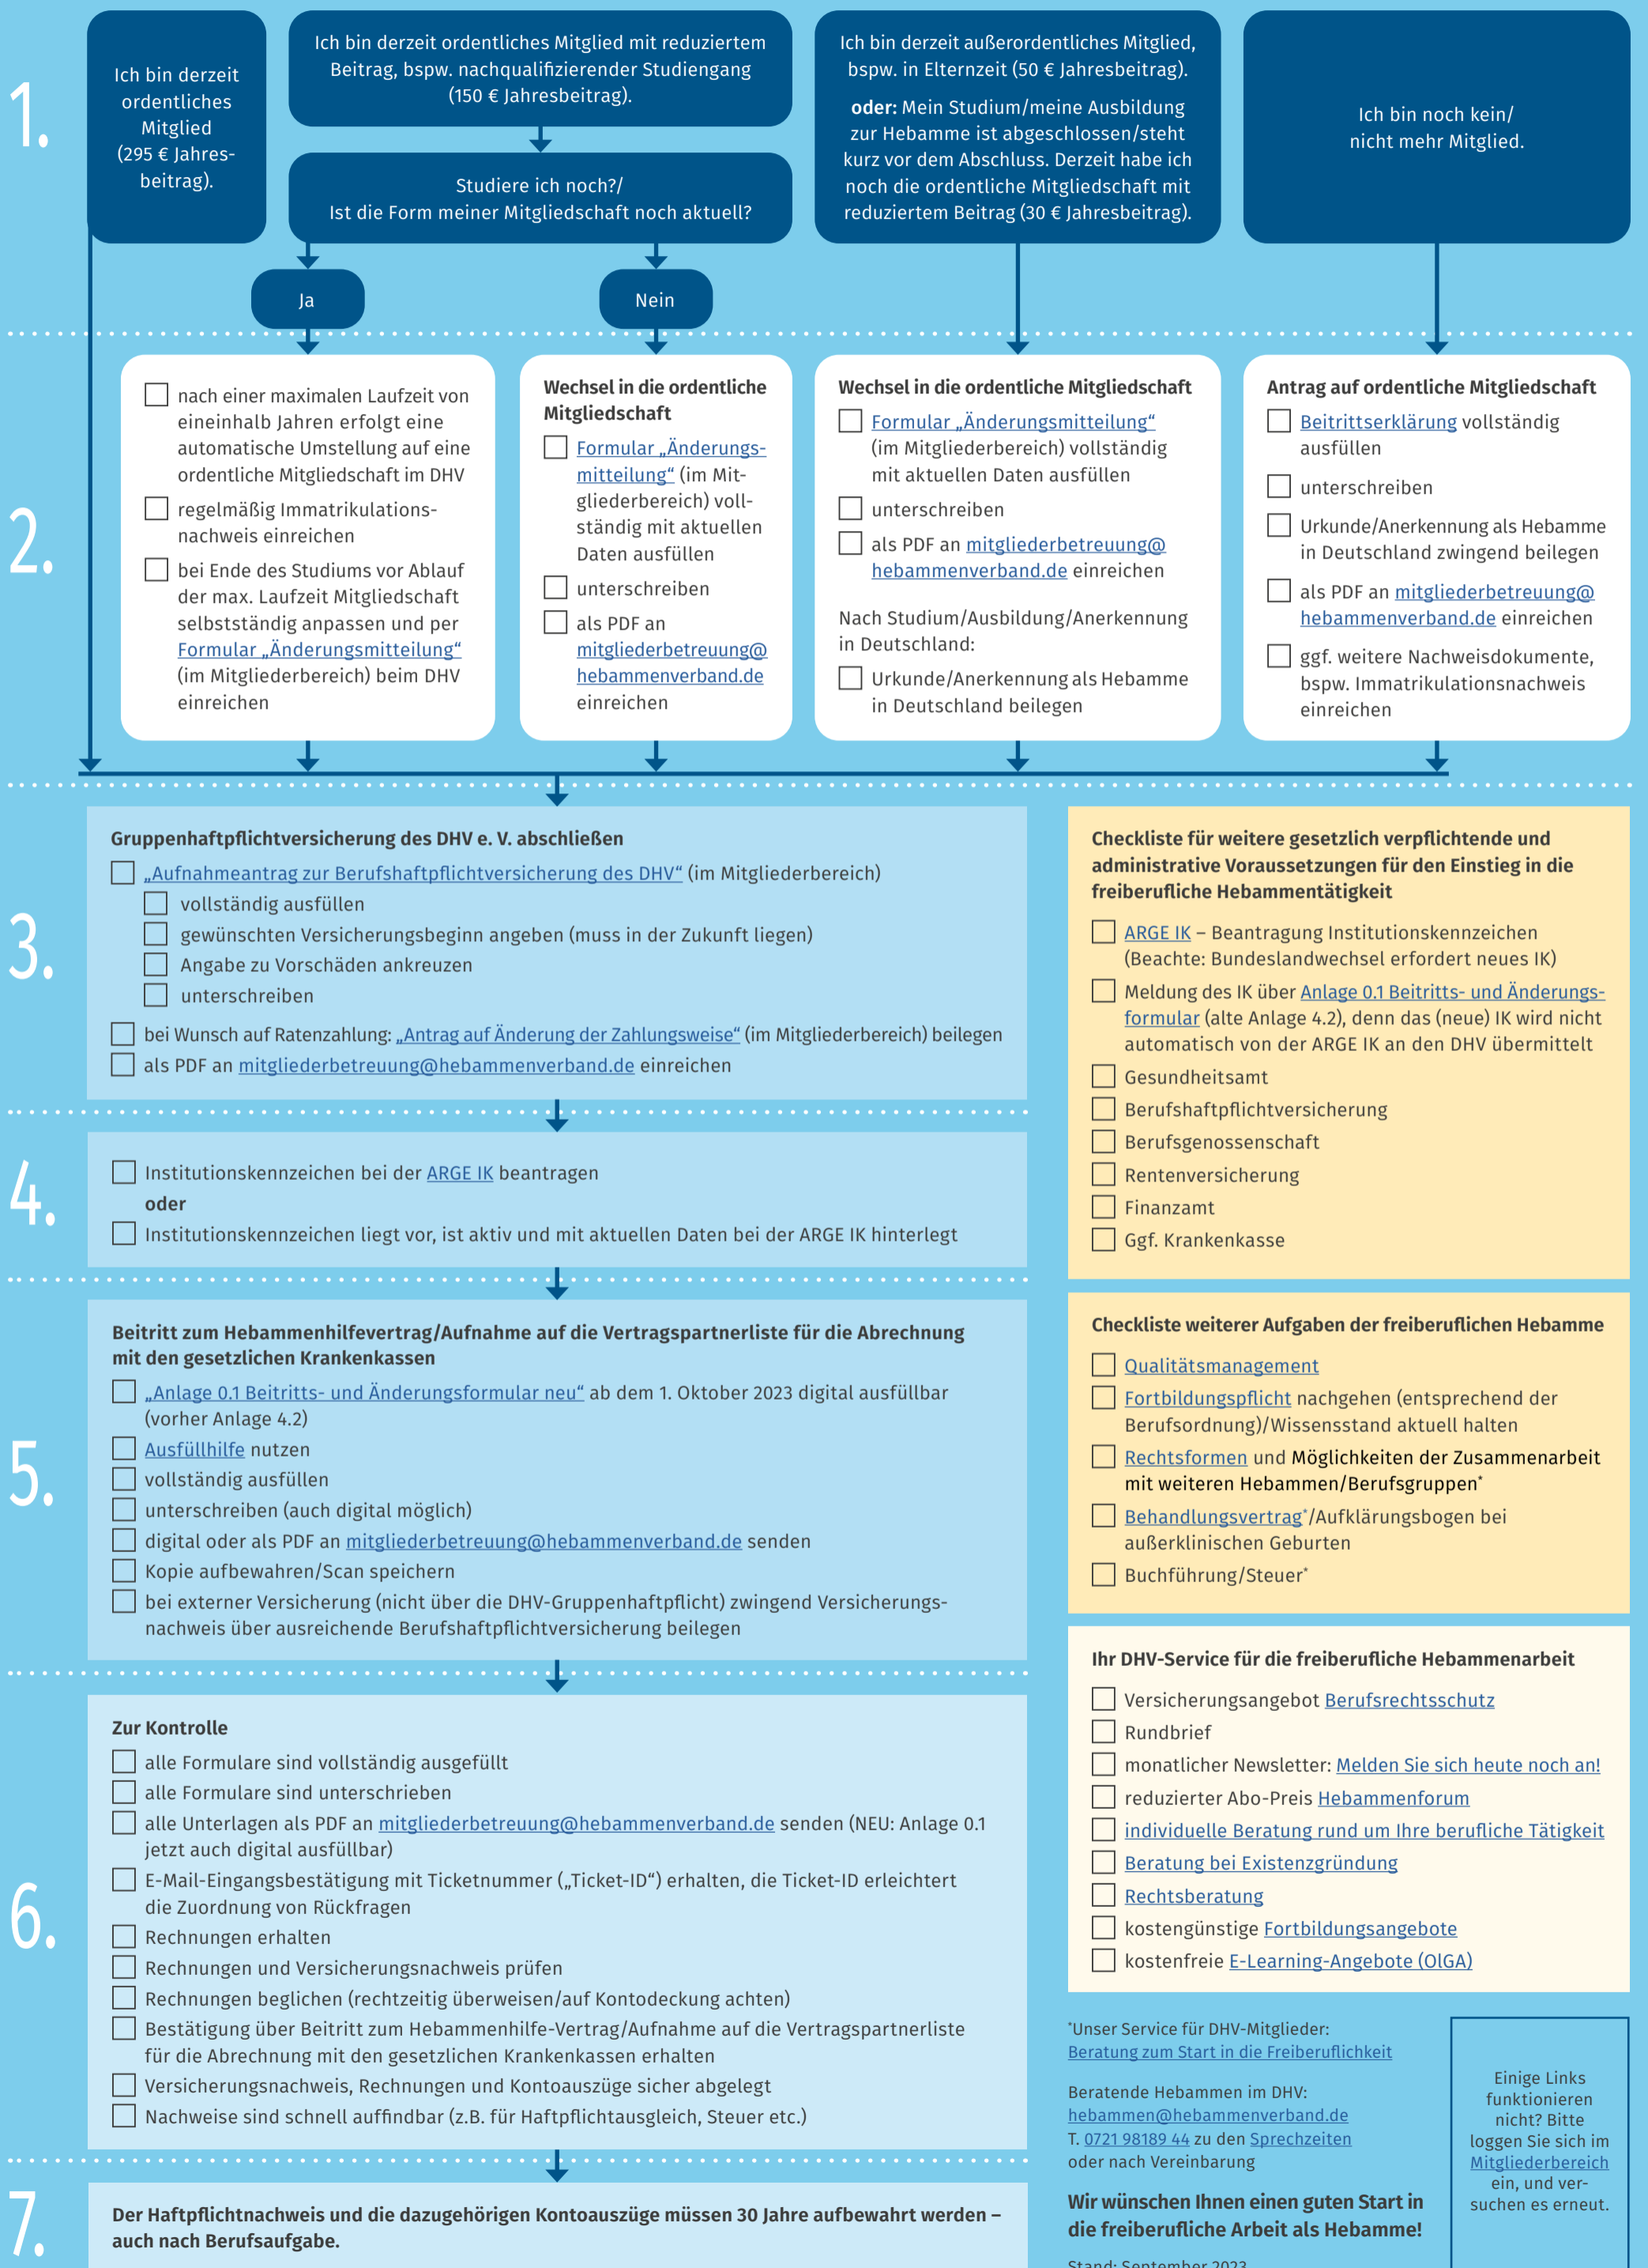 1.
Ich bin derzeit
ordentliches
Mitglied
(295 € Jahres-
beitrag).
Ich bin derzeit ordentliches Mitglied mit reduziertem
Beitrag, bspw. nachqualifizierender Studiengang
(150 € Jahresbeitrag).
Studiere ich noch?/
Ist die Form meiner Mitgliedschaft noch aktuell?
Ja
Nein
Ich bin derzeit außerordentliches Mitglied,
bspw. in Elternzeit (50 € Jahresbeitrag).
oder: Mein Studium/meine Ausbildung
zur Hebamme ist abgeschlossen/steht
kurz vor dem Abschluss. Derzeit habe ich
noch die ordentliche Mitgliedschaft mit
reduziertem Beitrag (30 € Jahresbeitrag).
Ich bin noch kein/
nicht mehr Mitglied.
2.
nach einer maximalen Laufzeit von
eineinhalb Jahren erfolgt eine
automatische Umstellung auf eine
ordentliche Mitgliedschaft im DHV
regelmäßig Immatrikulations-
nachweis einreichen
bei Ende des Studiums vor Ablauf
der max. Laufzeit Mitgliedschaft
selbstständig anpassen und per
Formular „Änderungsmitteilung“
(im Mitgliederbereich) beim DHV
einreichen
Wechsel in die ordentliche
Mitgliedschaft
Formular „Änderungs-
mitteilung“ (im Mit-
gliederbereich) voll-
ständig mit aktuellen
Daten ausfüllen
unterschreiben
als PDF an
mitgliederbetreuung@
hebammenverband.de
einreichen
Wechsel in die ordentliche Mitgliedschaft
Formular „Änderungsmitteilung“
(im Mitgliederbereich) vollständig
mit aktuellen Daten ausfüllen
unterschreiben
als PDF an mitgliederbetreuung@
hebammenverband.de einreichen
Nach Studium/Ausbildung/Anerkennung
in Deutschland:
Urkunde/Anerkennung als Hebamme
in Deutschland beilegen
Antrag auf ordentliche Mitgliedschaft
Beitrittserklärung vollständig
ausfüllen
unterschreiben
Urkunde/Anerkennung als Hebamme
in Deutschland zwingend beilegen
als PDF an mitgliederbetreuung@
hebammenverband.de einreichen
ggf. weitere Nachweisdokumente,
bspw. Immatrikulationsnachweis
einreichen
3.
Gruppenhaftpflichtversicherung des DHV e. V. abschließen
„Aufnahmeantrag zur Berufshaftpflichtversicherung des DHV“ (im Mitgliederbereich)
vollständig ausfüllen
gewünschten Versicherungsbeginn angeben (muss in der Zukunft liegen)
Angabe zu Vorschäden ankreuzen
unterschreiben
bei Wunsch auf Ratenzahlung: „Antrag auf Änderung der Zahlungsweise“ (im Mitgliederbereich) beilegen
als PDF an mitgliederbetreuung@hebammenverband.de einreichen
4.
Institutionskennzeichen bei der ARGE IK beantragen
oder
Institutionskennzeichen liegt vor, ist aktiv und mit aktuellen Daten bei der ARGE IK hinterlegt
5.
Beitritt zum Hebammenhilfevertrag/Aufnahme auf die Vertragspartnerliste für die Abrechnung
mit den gesetzlichen Krankenkassen
„Anlage 0.1 Beitritts- und Änderungsformular neu“ ab dem 1. Oktober 2023 digital ausfüllbar
(vorher Anlage 4.2)
Ausfüllhilfe nutzen
vollständig ausfüllen
unterschreiben (auch digital möglich)
digital oder als PDF an mitgliederbetreuung@hebammenverband.de senden
Kopie aufbewahren/Scan speichern
bei externer Versicherung (nicht über die DHV-Gruppenhaftpflicht) zwingend Versicherungs-
nachweis über ausreichende Berufshaftpflichtversicherung beilegen
6.
Zur Kontrolle
alle Formulare sind vollständig ausgefüllt
alle Formulare sind unterschrieben
alle Unterlagen als PDF an mitgliederbetreuung@hebammenverband.de senden (NEU: Anlage 0.1
jetzt auch digital ausfüllbar)
E-Mail-Eingangsbestätigung mit Ticketnummer („Ticket-ID“) erhalten, die Ticket-ID erleichtert
die Zuordnung von Rückfragen
Rechnungen erhalten
Rechnungen und Versicherungsnachweis prüfen
Rechnungen beglichen (rechtzeitig überweisen/auf Kontodeckung achten)
Bestätigung über Beitritt zum Hebammenhilfe-Vertrag/Aufnahme auf die Vertragspartnerliste
für die Abrechnung mit den gesetzlichen Krankenkassen erhalten
Versicherungsnachweis, Rechnungen und Kontoauszüge sicher abgelegt
Nachweise sind schnell auffindbar (z.B. für Haftpflichtausgleich, Steuer etc.)
7.
Der Haftpflichtnachweis und die dazugehörigen Kontoauszüge müssen 30 Jahre aufbewahrt werden –
auch nach Berufsaufgabe.
Checkliste für weitere gesetzlich verpflichtende und
administrative Voraussetzungen für den Einstieg in die
freiberufliche Hebammentätigkeit
ARGE IK – Beantragung Institutionskennzeichen
(Beachte: Bundeslandwechsel erfordert neues IK)
Meldung des IK über Anlage 0.1 Beitritts- und Änderungs-
formular (alte Anlage 4.2), denn das (neue) IK wird nicht
automatisch von der ARGE IK an den DHV übermittelt
Gesundheitsamt
Berufshaftpflichtversicherung
Berufsgenossenschaft
Rentenversicherung
Finanzamt
Ggf. Krankenkasse
Checkliste weiterer Aufgaben der freiberuflichen Hebamme
Qualitätsmanagement
Fortbildungspflicht nachgehen (entsprechend der
Berufsordnung)/Wissensstand aktuell halten
Rechtsformen und Möglichkeiten der Zusammenarbeit
mit weiteren Hebammen/Berufsgruppen*
Behandlungsvertrag*/Aufklärungsbogen bei
außerklinischen Geburten
Buchführung/Steuer*
Ihr DHV-Service für die freiberufliche Hebammenarbeit
Versicherungsangebot Berufsrechtsschutz
Rundbrief
monatlicher Newsletter: Melden Sie sich heute noch an!
reduzierter Abo-Preis Hebammenforum
individuelle Beratung rund um Ihre berufliche Tätigkeit
Beratung bei Existenzgründung
Rechtsberatung
kostengünstige Fortbildungsangebote
kostenfreie E-Learning-Angebote (OlGA)
*Unser Service für DHV-Mitglieder:
Beratung zum Start in die Freiberuflichkeit
Beratende Hebammen im DHV:
hebammen@hebammenverband.de
T. 0721 98189 44 zu den Sprechzeiten
oder nach Vereinbarung
Wir wünschen Ihnen einen guten Start in
die freiberufliche Arbeit als Hebamme!
Stand: September 2023
Einige Links
funktionieren
nicht? Bitte
loggen Sie sich im
Mitgliederbereich
ein, und ver-
suchen es erneut.